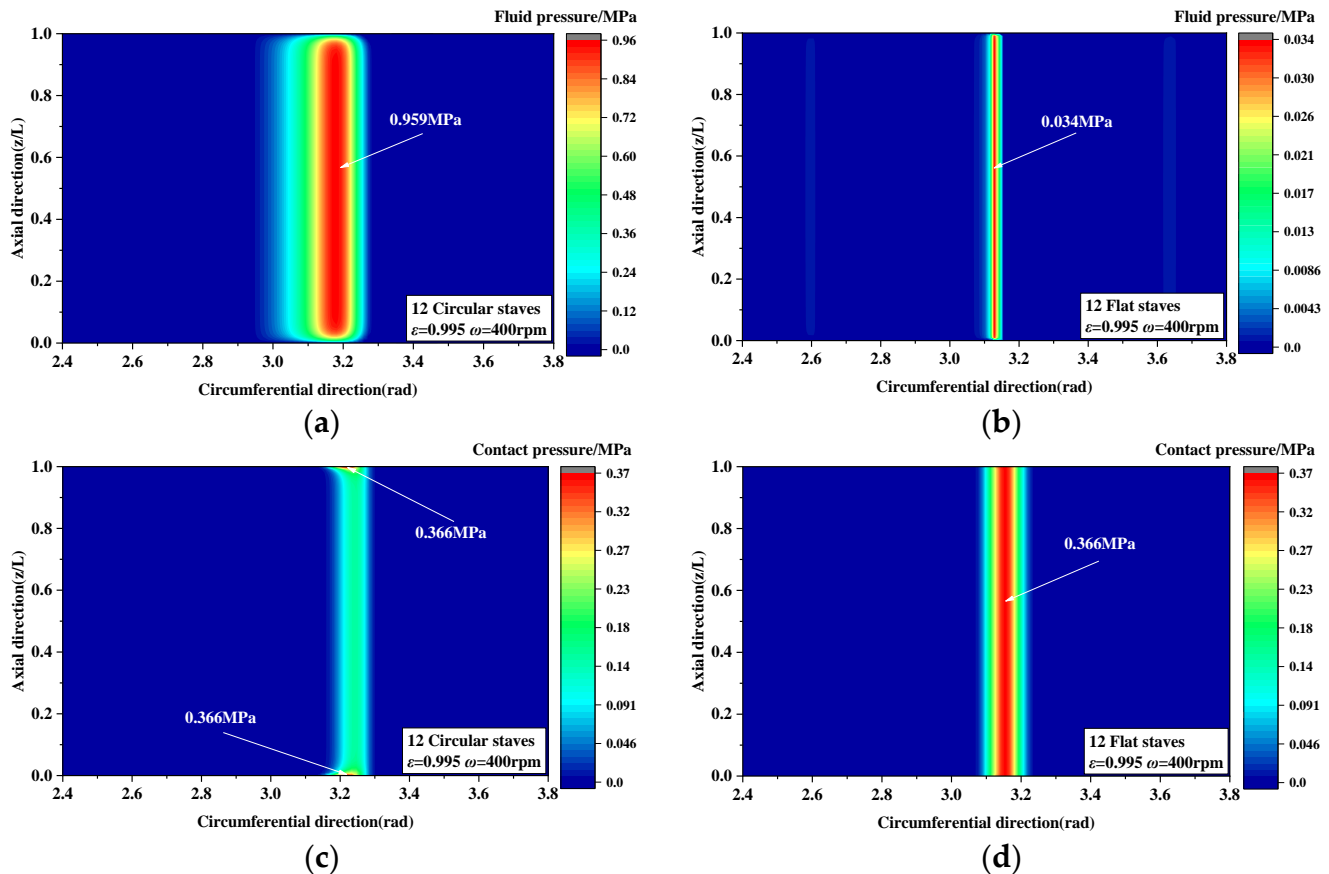 Fluid pressure/MPa
1.0
0.8
0.6
0.4
0.2
0.0
Axial direction(z/L)
0.959MPa
12 Circular staves
ε=0.995 ω=400rpm
2.4 2.6 2.8 3.0 3.2 3.4 3.6 3.8
Circumferential direction(rad)
0.96
0.84
0.72
0.60
0.48
0.36
0.24
0.12
0.0
(a)
Fluid pressure/MPa
1.0
0.8
0.6
0.4
0.2
0.0
Axial direction(z/L)
0.034MPa
12 Flat staves
ε=0.995 ω=400rpm
2.4 2.6 2.8 3.0 3.2 3.4 3.6 3.8
Circumferential direction(rad)
0.034
0.030
0.026
0.021
0.017
0.013
0.0086
0.0043
0.0
(b)
Contact pressure/MPa
1.0
0.8
0.6
0.4
0.2
0.0
Axial direction(z/L)
0.366MPa
0.366MPa
12 Circular staves
ε=0.995 ω=400rpm
2.4 2.6 2.8 3.0 3.2 3.4 3.6 3.8
Circumferential direction(rad)
0.37
0.32
0.27
0.23
0.18
0.14
0.091
0.046
0.0
(c)
Contact pressure/MPa
1.0
0.8
0.6
0.4
0.2
0.0
Axial direction(z/L)
0.366MPa
12 Flat staves
ε=0.995 ω=400rpm
2.4 2.6 2.8 3.0 3.2 3.4 3.6 3.8
Circumferential direction(rad)
0.37
0.32
0.27
0.23
0.18
0.14
0.091
0.046
0.0
(d)